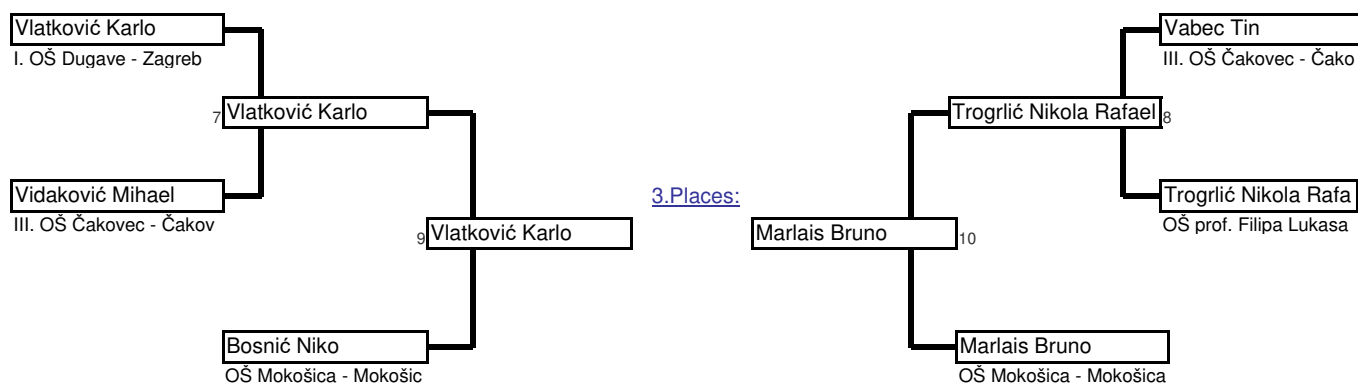 Vlatković Karlo
I. OŠ Dugave - Zagreb
7 Vlatković Karlo
Vidaković Mihael
III. OŠ Čakovec - Čakov
9 Vlatković Karlo
Bosnić Niko
OŠ Mokošica - Mokošic
3.Places:
Vabec Tin
III. OŠ Čakovec - Čako
Trogrlić Nikola Rafael 8
Trogrlić Nikola Rafa
OŠ prof. Filipa Lukasa
Marlais Bruno 10
Marlais Bruno
OŠ Mokošica - Mokošica